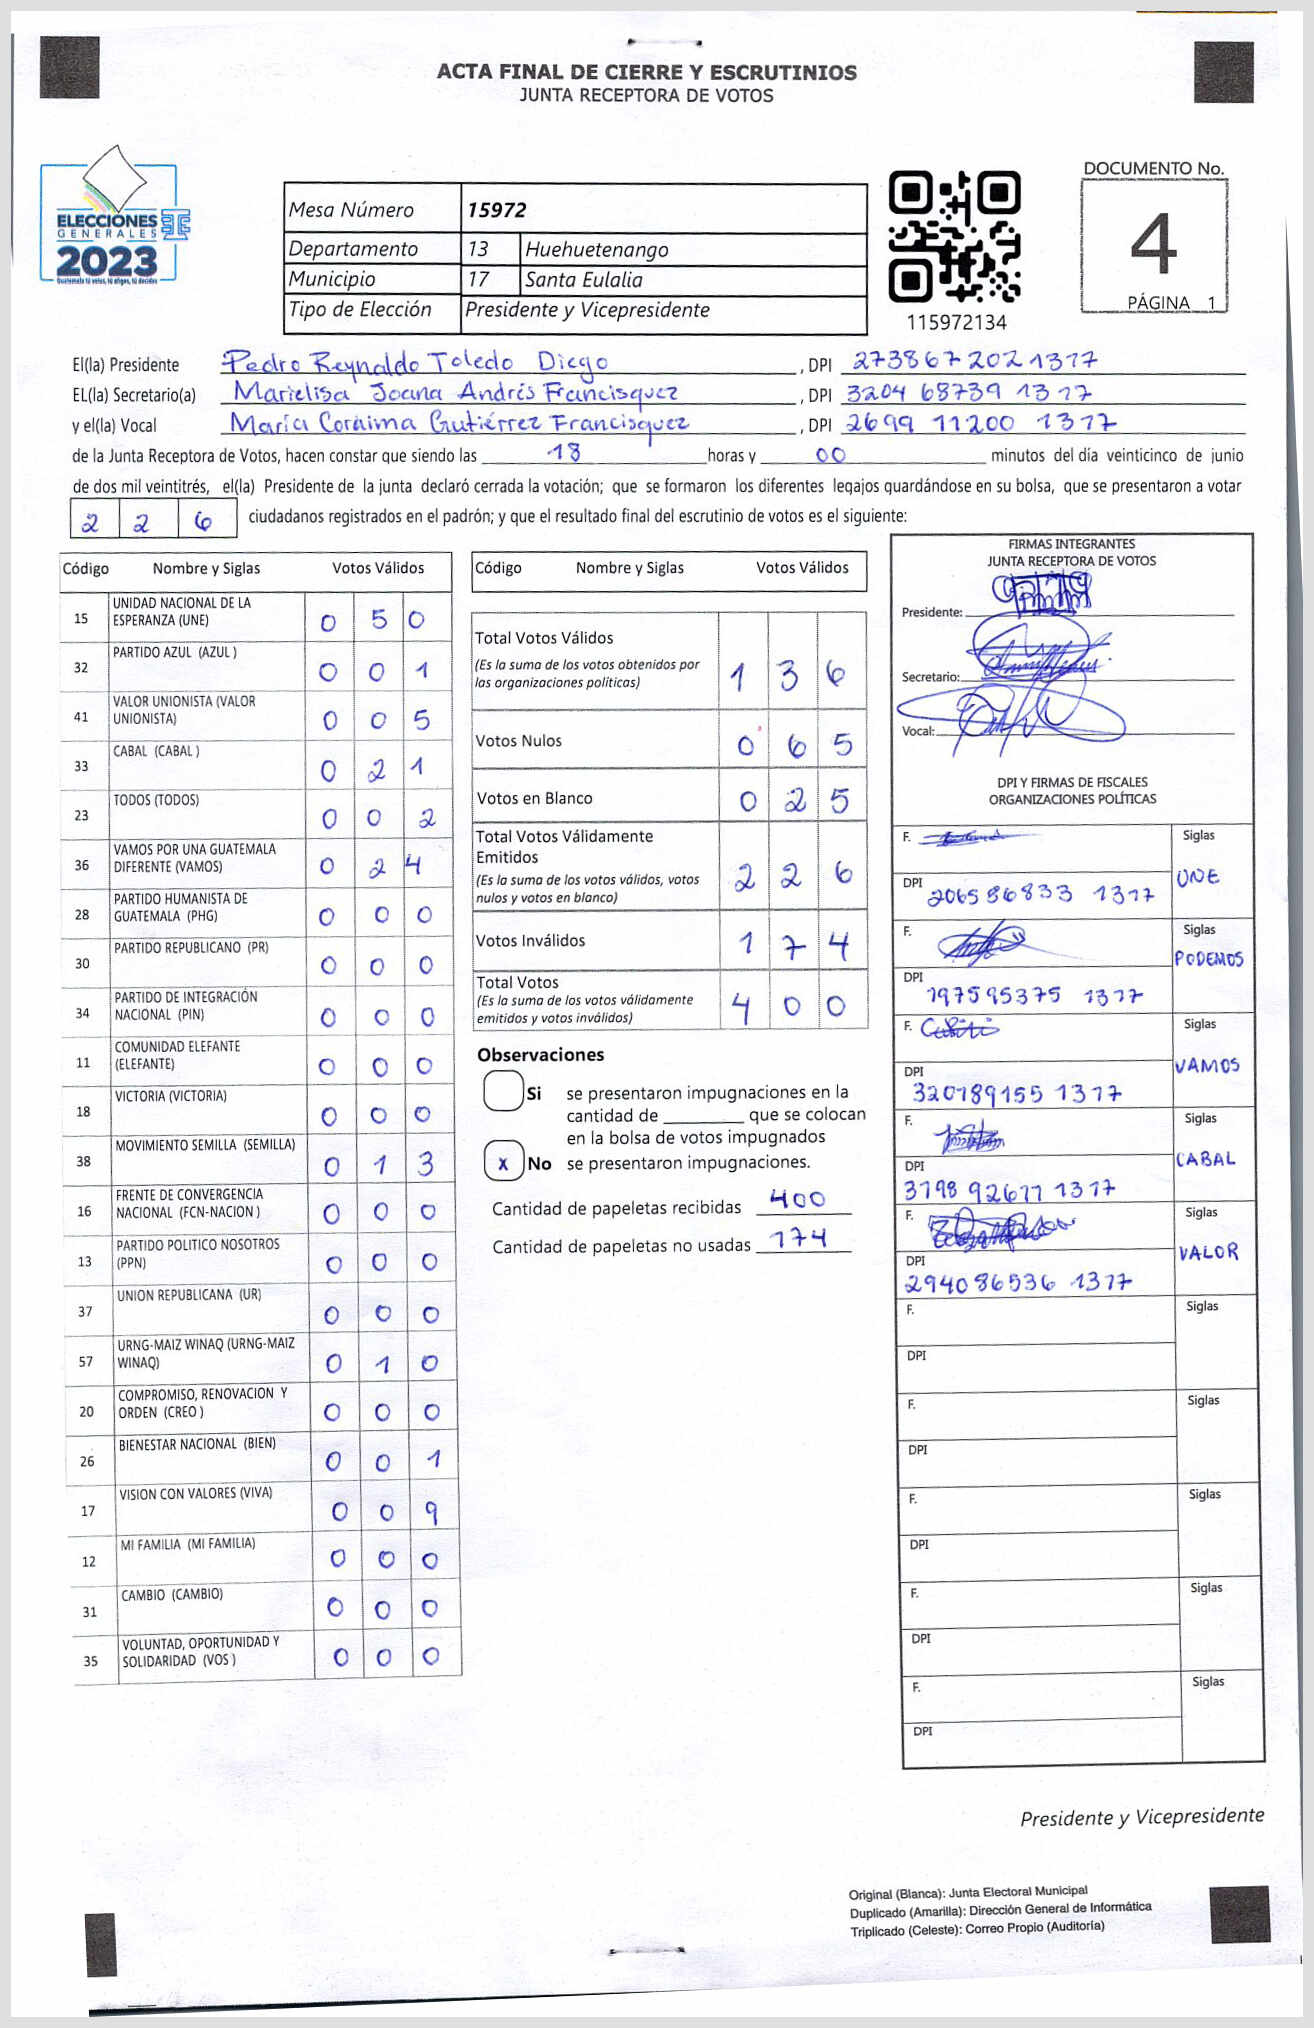 ACTA FINAL DE CIERRE Y ESCRUTINIOS
JUNTA RECEPTORA DE VOTOS
ELECCIONES
GENERALES
2023
Guatemala tú votas, tú eliges, tú decides
Mesa Número 15972
Departamento 13 Huehuetenango
Municipio 17 Santa Eulalia
Tipo de Elección Presidente y Vicepresidente
115972134
DOCUMENTO No.
4
PÁGINA 1
El(la) Presidente Pedro Reynaldo Toledo Diego , DPI 273867202 1317
EL(la) Secretario(a) Marielisa Joana Andrés Francisquez , DPI 3204 68739 1317
y el(la) Vocal María Coraima Gutiérrez Francisquez , DPI 2699 11200 1317
de la Junta Receptora de Votos, hacen constar que siendo las 18 horas y 00 minutos del día veinticinco de junio
de dos mil veintitrés, el(la) Presidente de la junta declaró cerrada la votación; que se formaron los diferentes legajos guardándose en su bolsa, que se presentaron a votar
2 2 6 ciudadanos registrados en el padrón; y que el resultado final del escrutinio de votos es el siguiente:
Código Nombre y Siglas Votos Válidos
15 UNIDAD NACIONAL DE LA ESPERANZA (UNE) 0 5 0
32 PARTIDO AZUL (AZUL ) 0 0 1
41 VALOR UNIONISTA (VALOR UNIONISTA) 0 0 5
33 CABAL (CABAL ) 0 2 1
23 TODOS (TODOS) 0 0 2
36 VAMOS POR UNA GUATEMALA DIFERENTE (VAMOS) 0 2 4
28 PARTIDO HUMANISTA DE GUATEMALA (PHG) 0 0 0
30 PARTIDO REPUBLICANO (PR) 0 0 0
34 PARTIDO DE INTEGRACIÓN NACIONAL (PIN) 0 0 0
11 COMUNIDAD ELEFANTE (ELEFANTE) 0 0 0
18 VICTORIA (VICTORIA) 0 0 0
38 MOVIMIENTO SEMILLA (SEMILLA) 0 1 3
16 FRENTE DE CONVERGENCIA NACIONAL (FCN-NACION ) 0 0 0
13 PARTIDO POLITICO NOSOTROS (PPN) 0 0 0
37 UNION REPUBLICANA (UR) 0 0 0
57 URNG-MAIZ WINAQ (URNG-MAIZ WINAQ) 0 1 0
20 COMPROMISO, RENOVACION Y ORDEN (CREO ) 0 0 0
26 BIENESTAR NACIONAL (BIEN) 0 0 1
17 VISION CON VALORES (VIVA) 0 0 9
12 MI FAMILIA (MI FAMILIA) 0 0 0
31 CAMBIO (CAMBIO) 0 0 0
35 VOLUNTAD, OPORTUNIDAD Y SOLIDARIDAD (VOS ) 0 0 0
Código Nombre y Siglas Votos Válidos
Total Votos Válidos 1 3 6
(Es la suma de los votos obtenidos por
las organizaciones políticas)
Votos Nulos 0 6 5
Votos en Blanco 0 2 5
Total Votos Válidamente
Emitidos 2 2 6
(Es la suma de los votos válidos, votos
nulos y votos en blanco)
Votos Inválidos 1 7 4
Total Votos 4 0 0
(Es la suma de los votos válidamente
emitidos y votos inválidos)
Observaciones
Si se presentaron impugnaciones en la
cantidad de ________ que se colocan
en la bolsa de votos impugnados
X No se presentaron impugnaciones.
Cantidad de papeletas recibidas 400
Cantidad de papeletas no usadas 174
FIRMAS INTEGRANTES
JUNTA RECEPTORA DE VOTOS
Presidente:
Secretario:
Vocal:
DPI Y FIRMAS DE FISCALES
ORGANIZACIONES POLÍTICAS
F. Siglas
DPI 206586833 1317 UNE
F. Siglas
PODEMOS
DPI 197595375 1317
F. Siglas
VAMOS
DPI 320189155 1317
F. Siglas
CABAL
DPI 3198 92677 1317
F. Siglas
VALOR
DPI 294086536 1317
F. Siglas
DPI
F. Siglas
DPI
F. Siglas
DPI
F. Siglas
DPI
F. Siglas
DPI
Presidente y Vicepresidente
Original (Blanca): Junta Electoral Municipal
Duplicado (Amarilla): Dirección General de Informática
Triplicado (Celeste): Correo Propio (Auditoría)